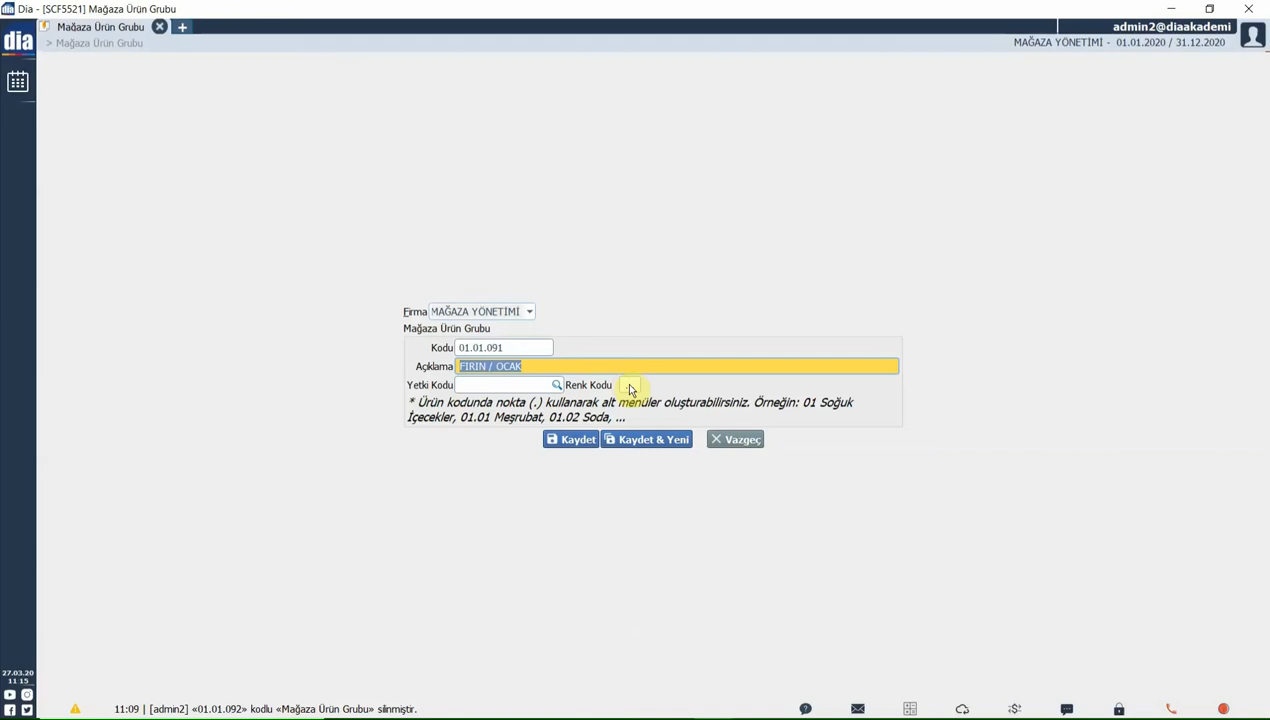 Dia - [SCF5521] Mağaza Ürün Grubu
Mağaza Ürün Grubu
admin2@diaakademi
dia
> Mağaza Ürün Grubu
MAĞAZA YÖNETİMİ - 01.01.2020 / 31.12.2020
Firma MAĞAZA YÖNETİMİ
Mağaza Ürün Grubu
Kodu 01.01.091
Açıklama FIRIN / OCAK
Yetki Kodu Renk Kodu
* Ürün kodunda nokta (.) kullanarak alt menüler oluşturabilirsiniz. Örneğin: 01 Soğuk
İçecekler, 01.01 Meşrubat, 01.02 Soda, ...
Kaydet Kaydet & Yeni Vazgeç
27.03.20
11 15
11:09 | [admin2] «01.01.092» kodlu «Mağaza Ürün Grubu» silinmiştir.